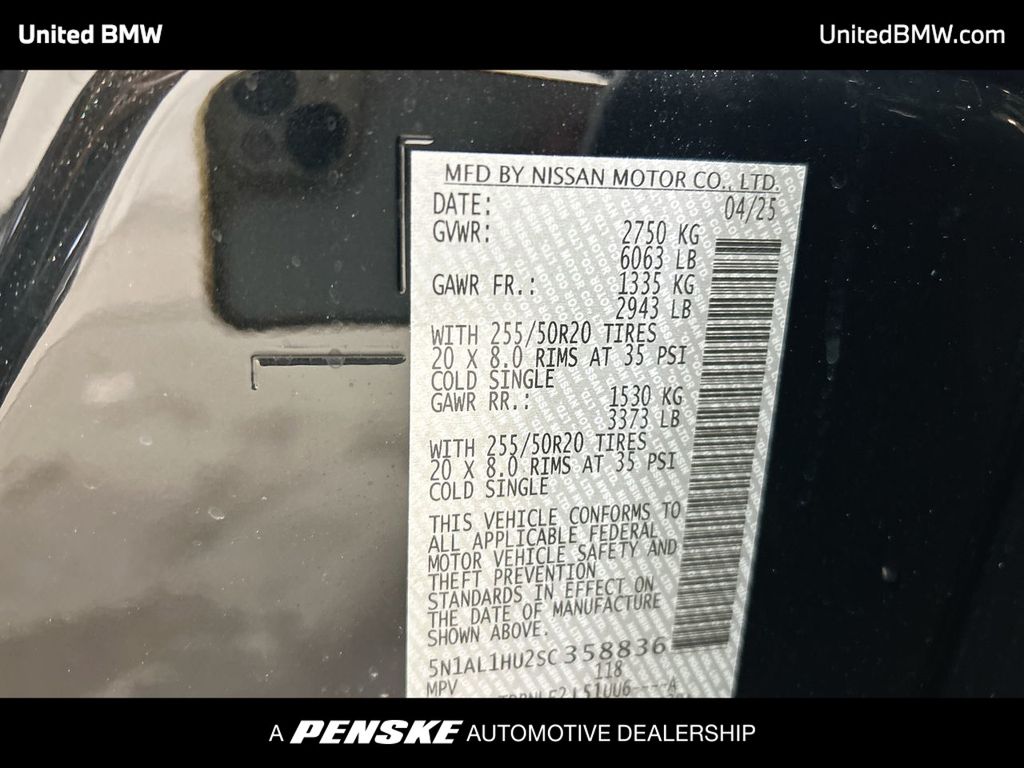 United BMW
UnitedBMW.com
MFD BY NISSAN MOTOR CO., LTD.
DATE: 04/25
GVWR: 2750 KG
6063 LB
GAWR FR.: 1335 KG
2943 LB
WITH 255/50R20 TIRES
20 X 8.0 RIMS AT 35 PSI
COLD SINGLE
GAWR RR.: 1530 KG
3373 LB
WITH 255/50R20 TIRES
20 X 8.0 RIMS AT 35 PSI
COLD SINGLE
THIS VEHICLE CONFORMS TO
ALL APPLICABLE FEDERAL
MOTOR VEHICLE SAFETY AND
THEFT PREVENTION
STANDARDS IN EFFECT ON
THE DATE OF MANUFACTURE
SHOWN ABOVE.
5N1AL1HU2SC358836
118
MPV
A PENSKE AUTOMOTIVE DEALERSHIP